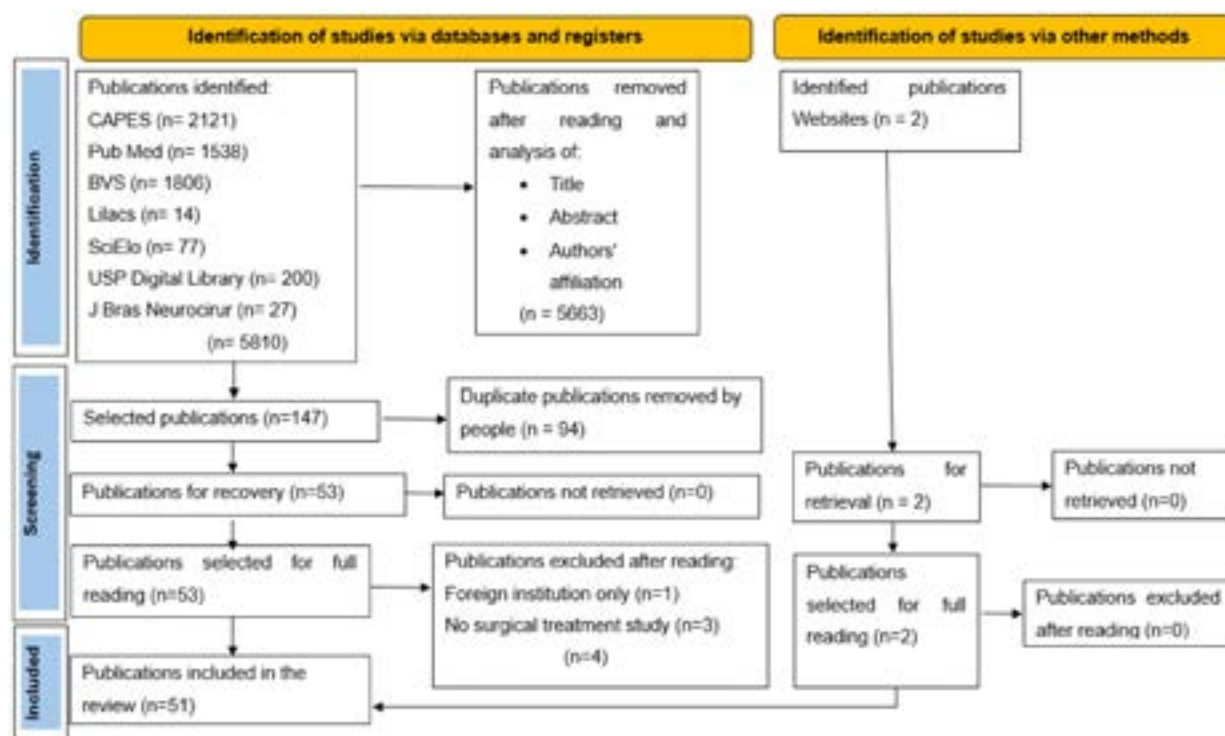 Identification of studies via databases and registers
Identification of studies via other methods
Identification
Publications identified:
CAPES (n= 2121)
Pub Med (n= 1538)
BVS (n= 1806)
Lilacs (n= 14)
SciElo (n= 77)
USP Digital Library (n= 200)
J Bras Neurocirur (n= 27)
(n= 5810)
Publications removed
after reading and
analysis of:
• Title
• Abstract
• Authors'
affiliation
(n = 5663)
Identified publications
Websites (n = 2)
Screening
Selected publications (n=147)
Duplicate publications removed by
people (n = 94)
Publications for recovery (n=53)
Publications not retrieved (n=0)
Publications for
retrieval (n = 2)
Publications not
retrieved (n=0)
Publications selected for full
reading (n=53)
Publications excluded after reading:
Foreign institution only (n=1)
No surgical treatment study (n=3)
(n=4)
Publications
selected for full
reading (n=2)
Publications excluded
after reading (n=0)
Included
Publications included in the
review (n=51)